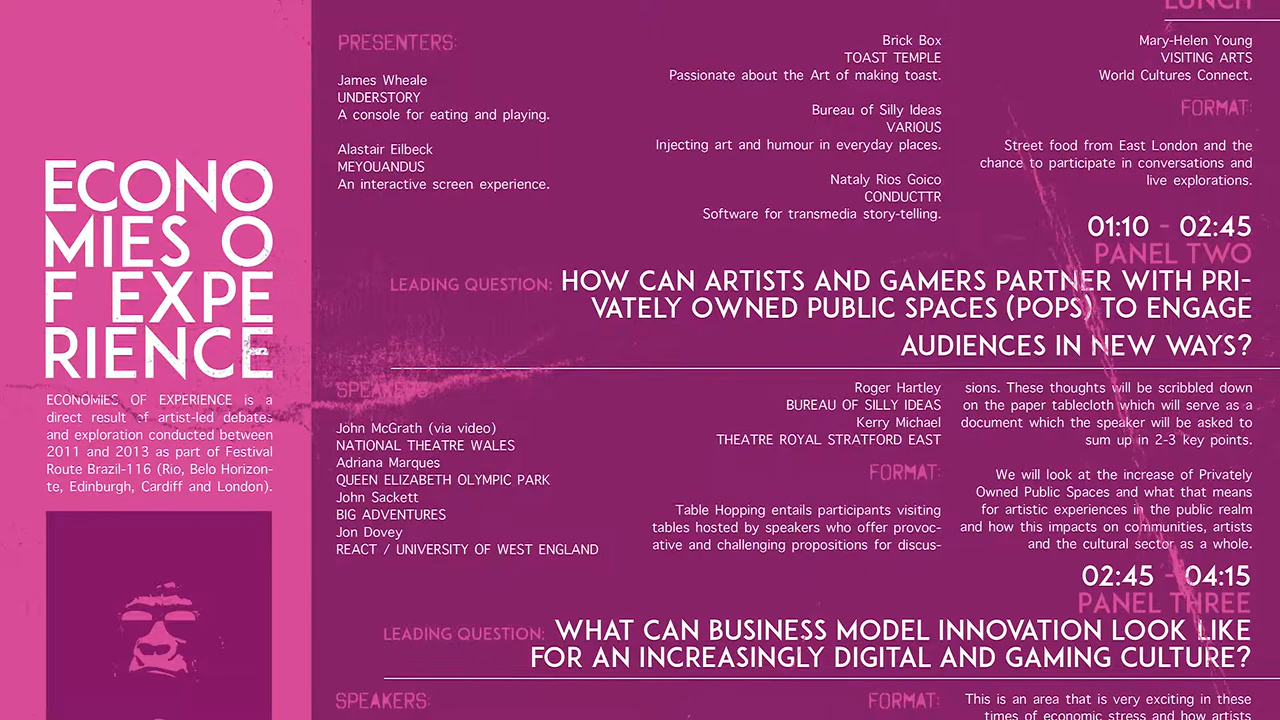 ECONO
MIES O
F EXPE
RIENCE
ECONOMIES OF EXPERIENCE is a
direct result of artist-led debates
and exploration conducted between
2011 and 2013 as part of Festival
Route Brazil-116 (Rio, Belo Horizon-
te, Edinburgh, Cardiff and London).
LUNCH
PRESENTERS:
James Wheale
UNDERSTORY
A console for eating and playing.
Alastair Eilbeck
MEYOUANDUS
An interactive screen experience.
Brick Box
TOAST TEMPLE
Passionate about the Art of making toast.
Bureau of Silly Ideas
VARIOUS
Injecting art and humour in everyday places.
Nataly Rios Goico
CONDUCTTR
Software for transmedia story-telling.
Mary-Helen Young
VISITING ARTS
World Cultures Connect.
FORMAT:
Street food from East London and the
chance to participate in conversations and
live explorations.
01:10 - 02:45
PANEL TWO
LEADING QUESTION: HOW CAN ARTISTS AND GAMERS PARTNER WITH PRI-
VATELY OWNED PUBLIC SPACES (POPS) TO ENGAGE
AUDIENCES IN NEW WAYS?
SPEAKERS
John McGrath (via video)
NATIONAL THEATRE WALES
Adriana Marques
QUEEN ELIZABETH OLYMPIC PARK
John Sackett
BIG ADVENTURES
Jon Dovey
REACT / UNIVERSITY OF WEST ENGLAND
Roger Hartley
BUREAU OF SILLY IDEAS
Kerry Michael
THEATRE ROYAL STRATFORD EAST
FORMAT:
Table Hopping entails participants visiting
tables hosted by speakers who offer provoc-
ative and challenging propositions for discus-
sions. These thoughts will be scribbled down
on the paper tablecloth which will serve as a
document which the speaker will be asked to
sum up in 2-3 key points.
We will look at the increase of Privately
Owned Public Spaces and what that means
for artistic experiences in the public realm
and how this impacts on communities, artists
and the cultural sector as a whole.
02:45 - 04:15
PANEL THREE
LEADING QUESTION: WHAT CAN BUSINESS MODEL INNOVATION LOOK LIKE
FOR AN INCREASINGLY DIGITAL AND GAMING CULTURE?
SPEAKERS:
FORMAT:
This is an area that is very exciting in these
times of economic stress and how artists